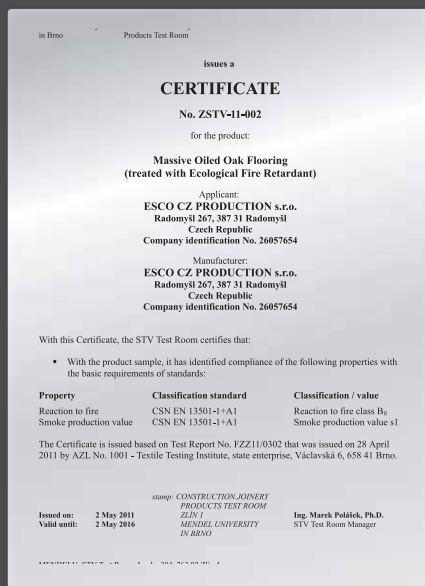 in Brno Products Test Room
issues a
CERTIFICATE
No. ZSTV-11-002
for the product:
Massive Oiled Oak Flooring
(treated with Ecological Fire Retardant)
Applicant:
ESCO CZ PRODUCTION s.r.o.
Radomyšl 267, 387 31 Radomyšl
Czech Republic
Company identification No. 26057654
Manufacturer:
ESCO CZ PRODUCTION s.r.o.
Radomyšl 267, 387 31 Radomyšl
Czech Republic
Company identification No. 26057654
With this Certificate, the STV Test Room certifies that:
▪ With the product sample, it has identified compliance of the following properties with
the basic requirements of standards:
Property Classification standard Classification / value
Reaction to fire CSN EN 13501-1+A1 Reaction to fire class Bfl
Smoke production value CSN EN 13501-1+A1 Smoke production value s1
The Certificate is issued based on Test Report No. FZZ11/0302 that was issued on 28 April
2011 by AZL No. 1001 - Textile Testing Institute, state enterprise, Václavská 6, 658 41 Brno.
stamp: CONSTRUCTION.JOINERY
PRODUCTS TEST ROOM
Issued on: 2 May 2011 ZLÍN 1 Ing. Marek Polášek, Ph.D.
Valid until: 2 May 2016 MENDEL UNIVERSITY STV Test Room Manager
IN BRNO